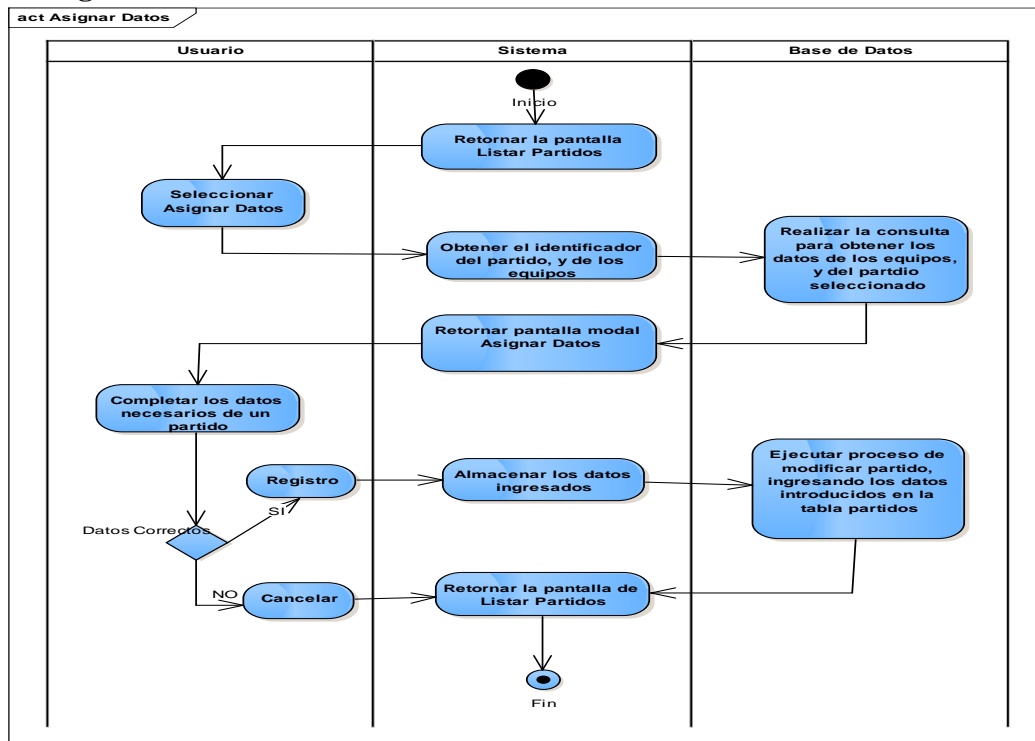 act Asignar Datos
Usuario
Sistema
Base de Datos
Inicio
Retornar la pantalla
Listar Partidos
Seleccionar
Asignar Datos
Obtener el identificador
del partido, y de los
equipos
Realizar la consulta
para obtener los
datos de los equipos,
y del partdio
seleccionado
Retornar pantalla modal
Asignar Datos
Completar los datos
necesarios de un
partido
Datos Correctos
SI
Registro
Almacenar los datos
ingresados
Ejecutar proceso de
modificar partido,
ingresando los datos
introducidos en la
tabla partidos
NO
Cancelar
Retornar la pantalla de
Listar Partidos
Fin